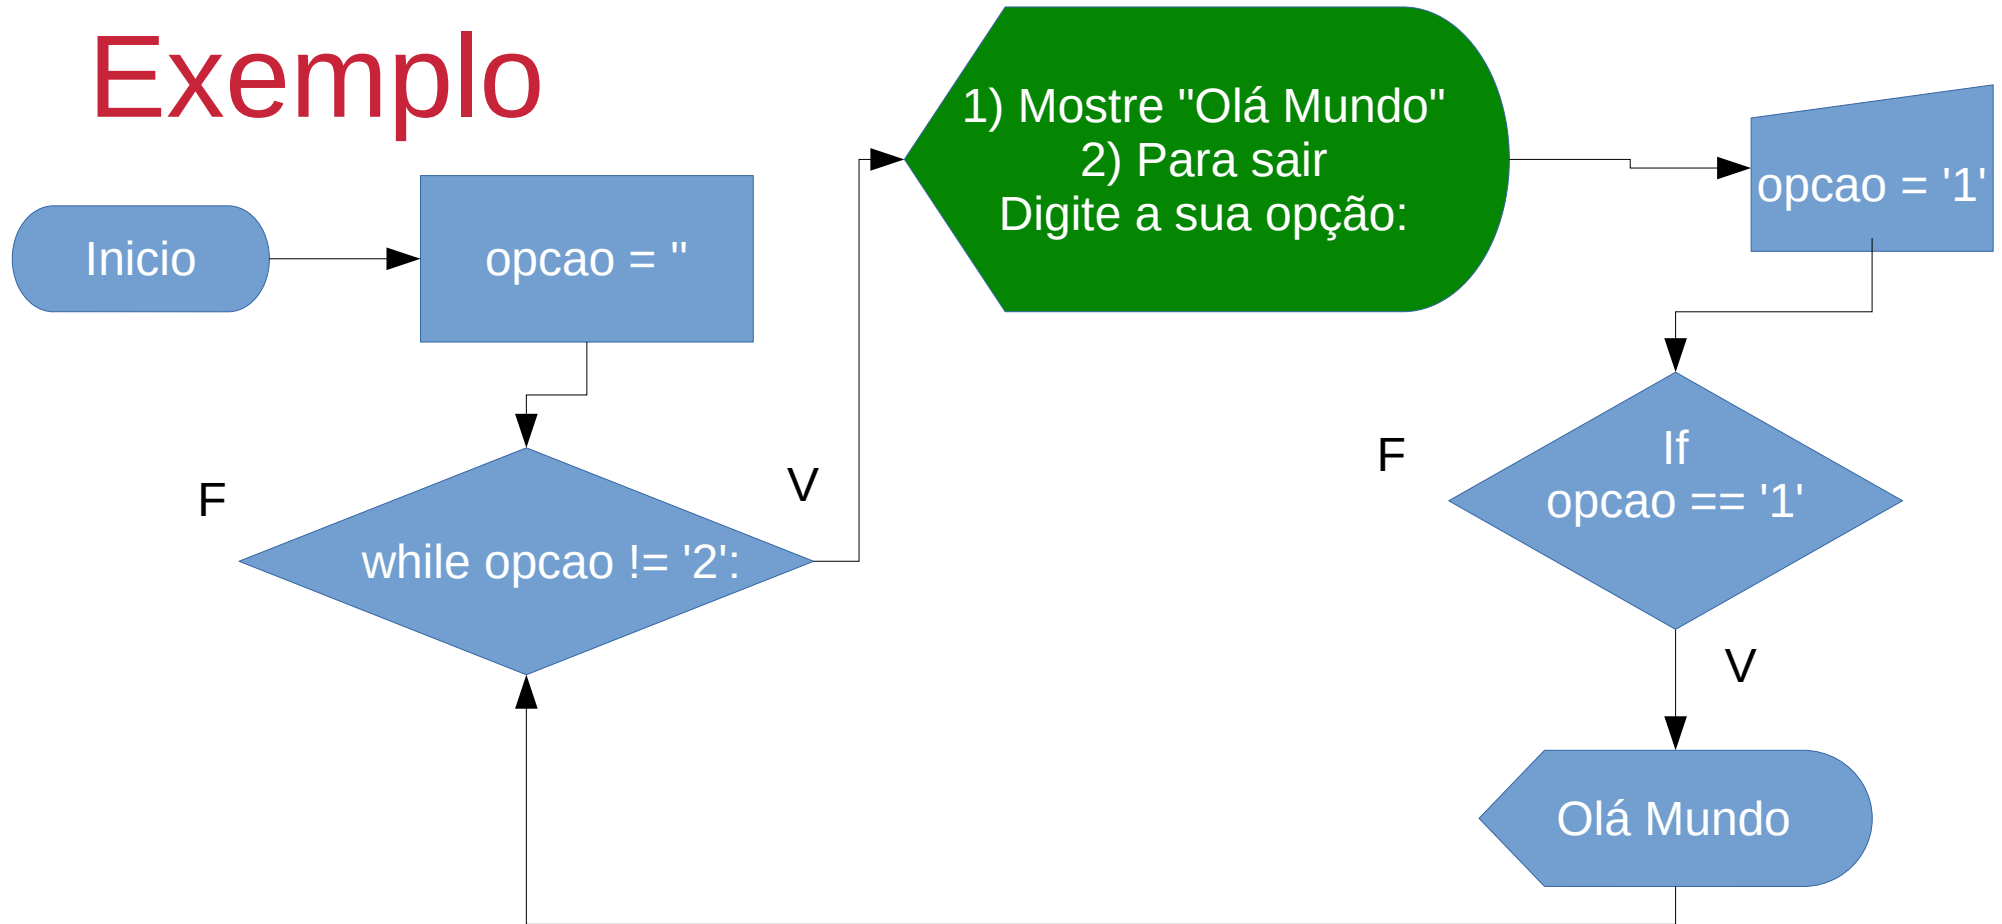 Exemplo
Inicio
opcao = ''
1) Mostre "Olá Mundo"
2) Para sair
Digite a sua opção:
opcao = '1'
F
while opcao != '2':
V
F
If
opcao == '1'
V
Olá Mundo